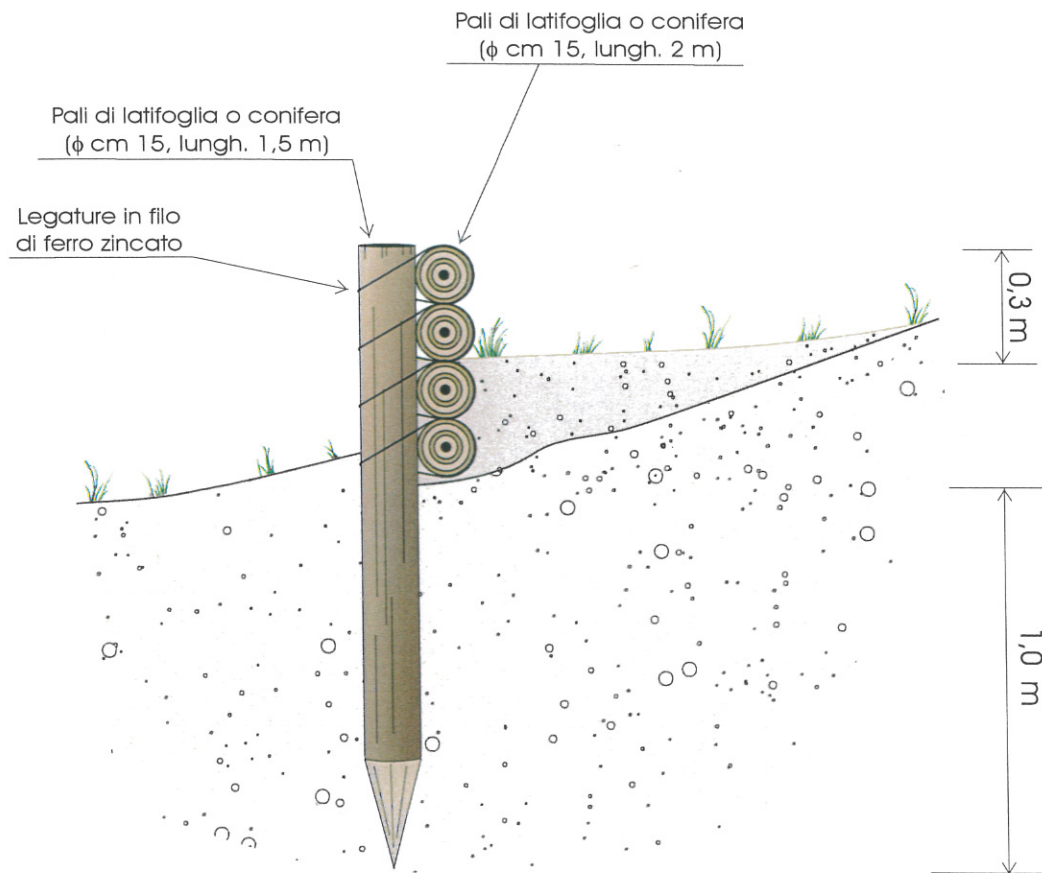 Pali di latifoglia o conifera
(ϕ cm 15, lungh. 2 m)
Pali di latifoglia o conifera
(ϕ cm 15, lungh. 1,5 m)
Legature in filo
di ferro zincato
0,3 m
1,0 m